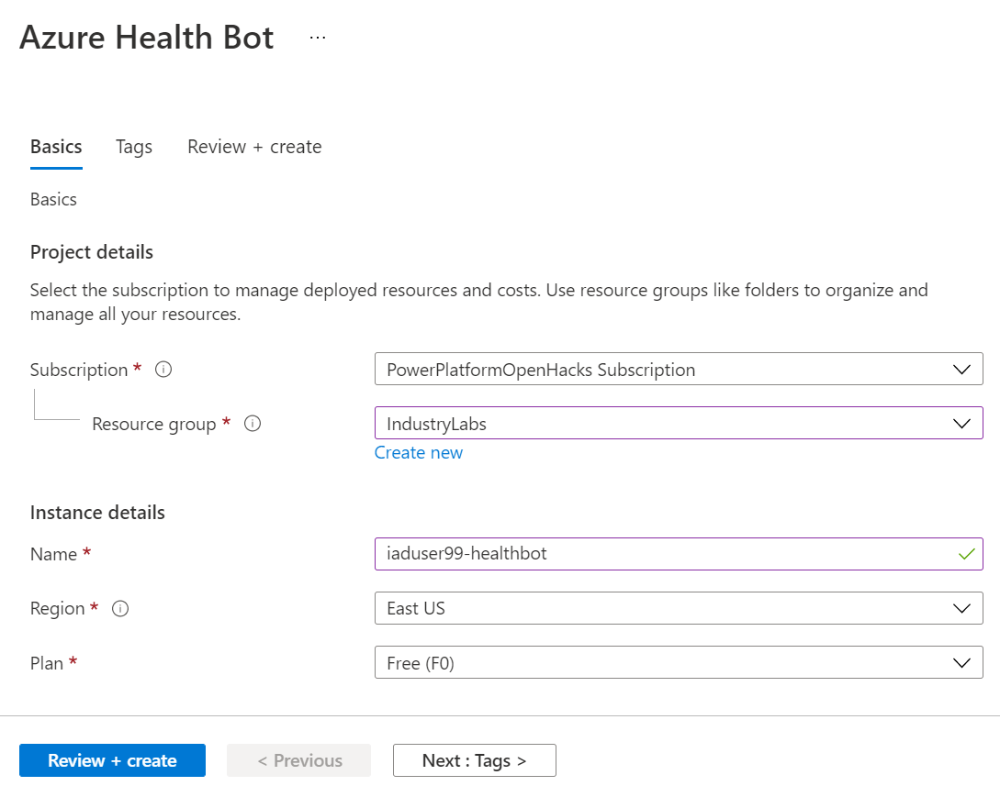 Azure Health Bot ...
Basics Tags Review + create
Basics
Project details
Select the subscription to manage deployed resources and costs. Use resource groups like folders to organize and
manage all your resources.
Subscription * PowerPlatformOpenHacks Subscription
Resource group * IndustryLabs
Create new
Instance details
Name * iaduser99-healthbot
Region * East US
Plan * Free (F0)
Review + create < Previous Next : Tags >